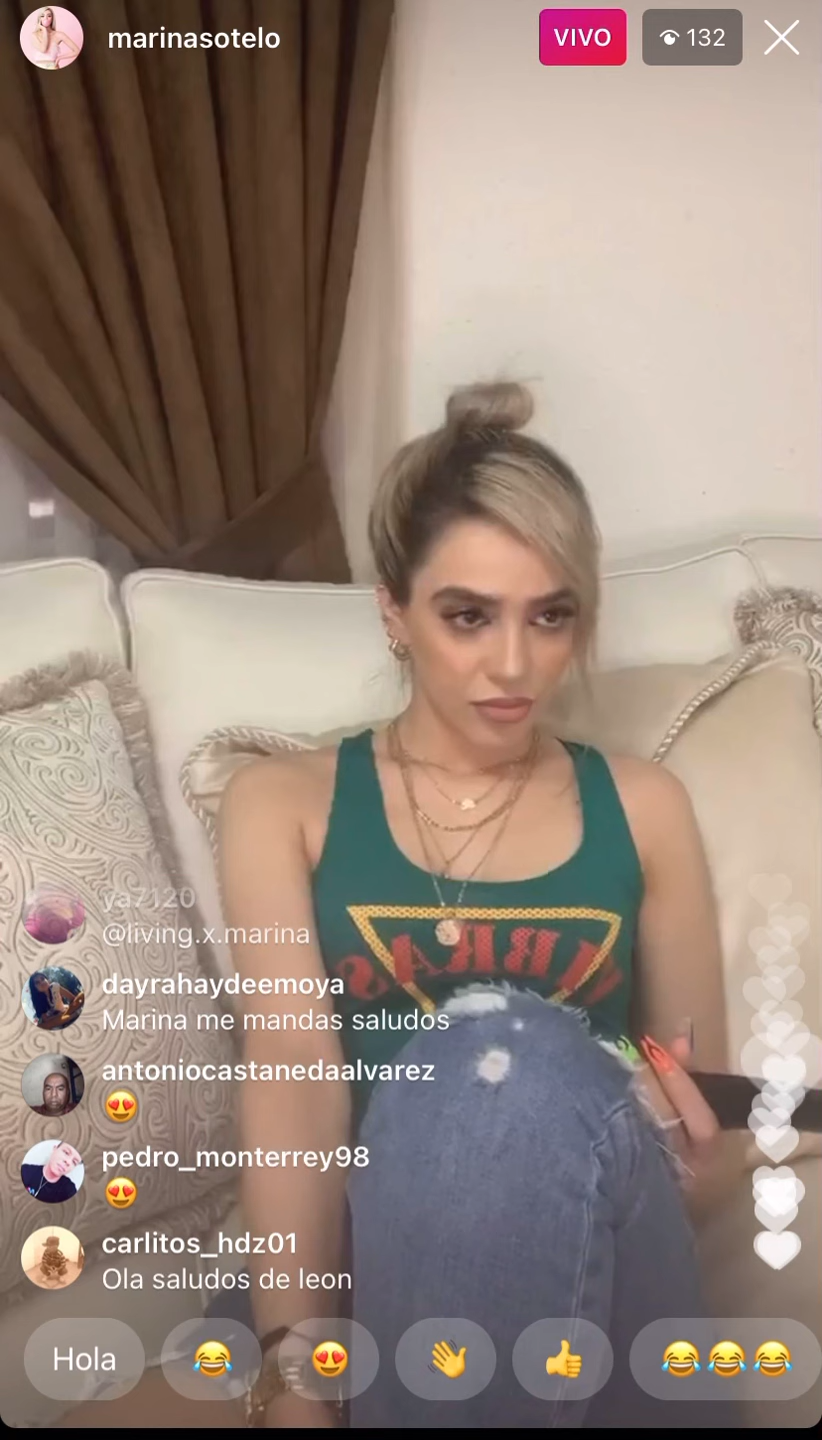 marinasotelo
VIVO
132
ya7120
@living.x.marina
dayrahaydeemoya
Marina me mandas saludos
antoniocastanedaalvarez
😍
pedro_monterrey98
😍
carlitos_hdz01
Ola saludos de leon
Hola 😂 😍 👋 👍 😂😂😂